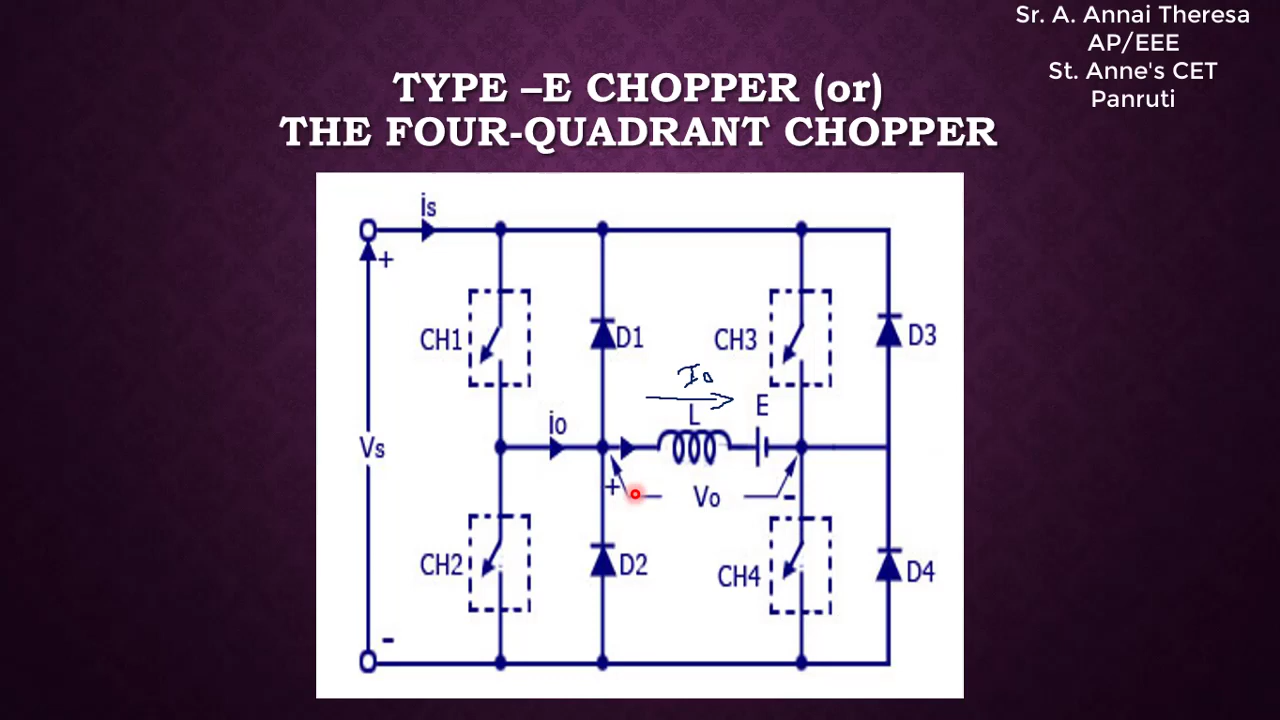 Sr. A. Annai Theresa
AP/EEE
St. Anne's CET
Panruti
TYPE –E CHOPPER (or)
THE FOUR-QUADRANT CHOPPER
is
+
CH1
D1
CH3
D3
Io
L
E
io
Vs
+
Vo
-
CH2
D2
CH4
D4
-